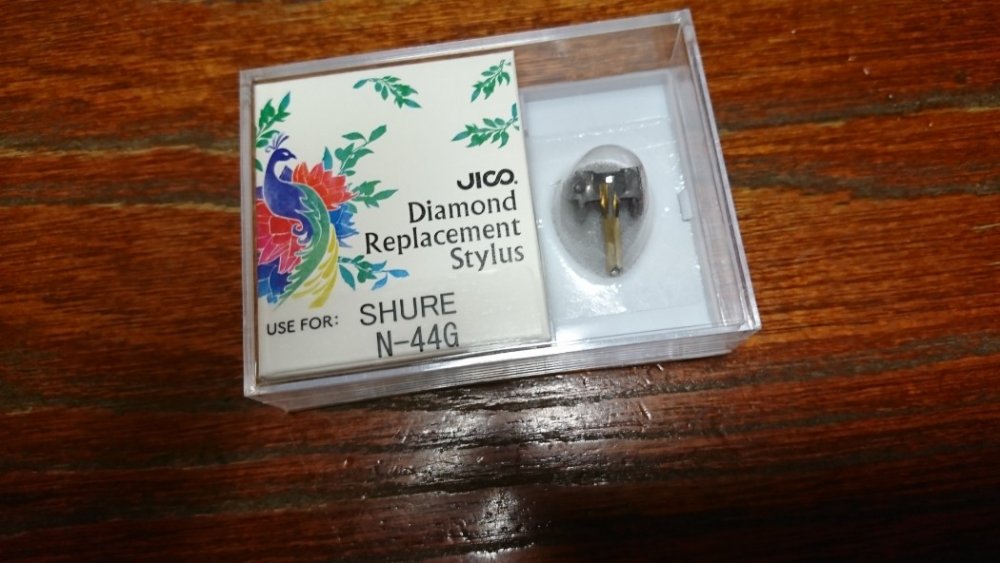 JICO.
Diamond
Replacement
Stylus
USE FOR: SHURE
N-44G